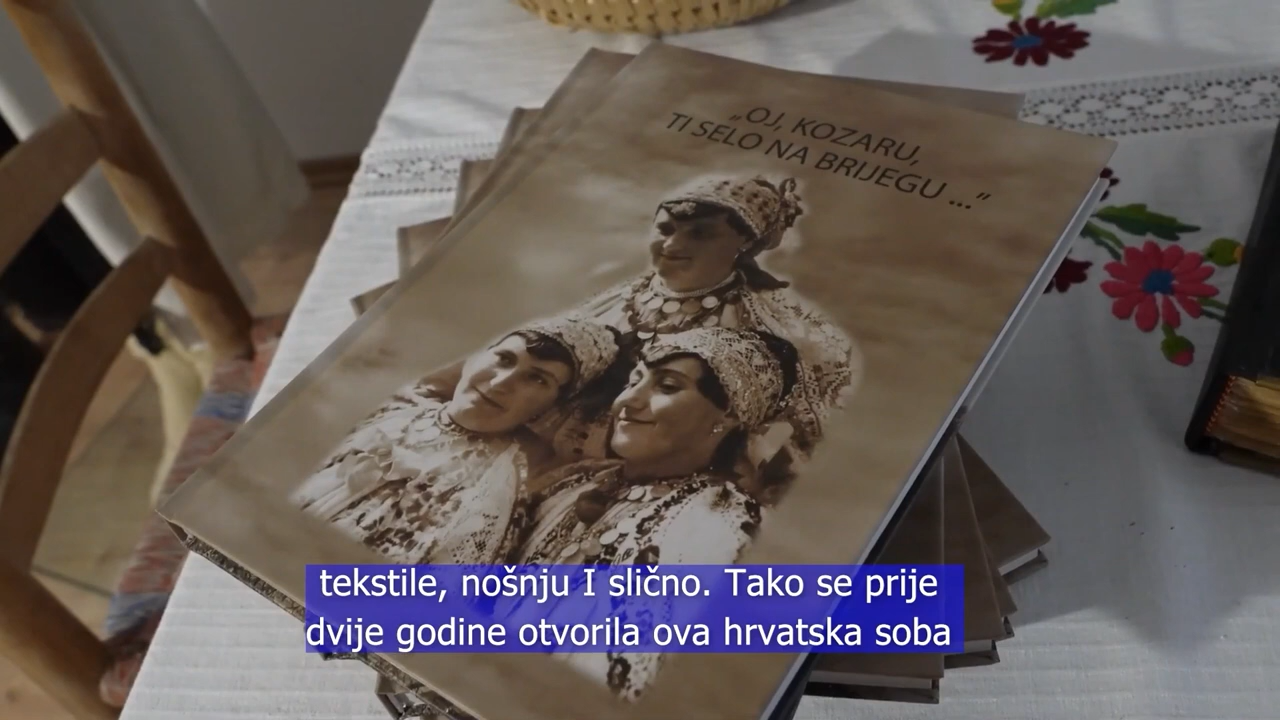 „OJ, KOZARU,
TI SELO NA BRIJEGU ...“
tekstile, nošnju I slično. Tako se prije
dvije godine otvorila ova hrvatska soba